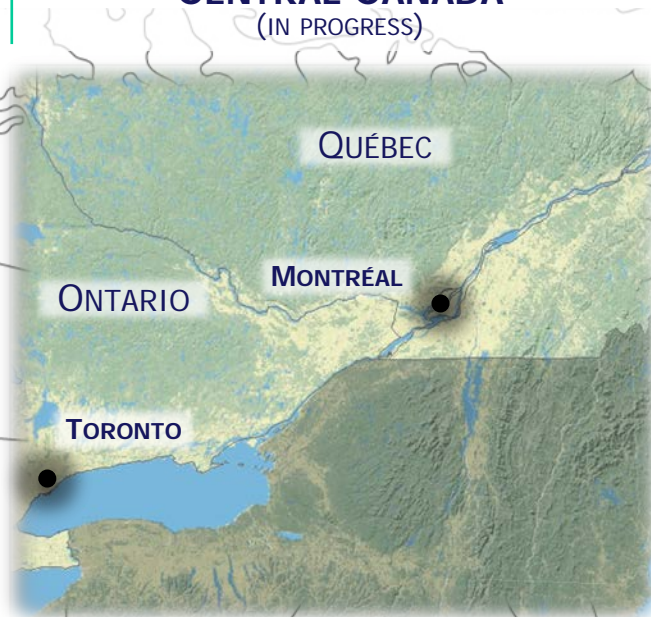 CENTRAL CANADA
(IN PROGRESS)
QUÉBEC
MONTRÉAL
ONTARIO
TORONTO